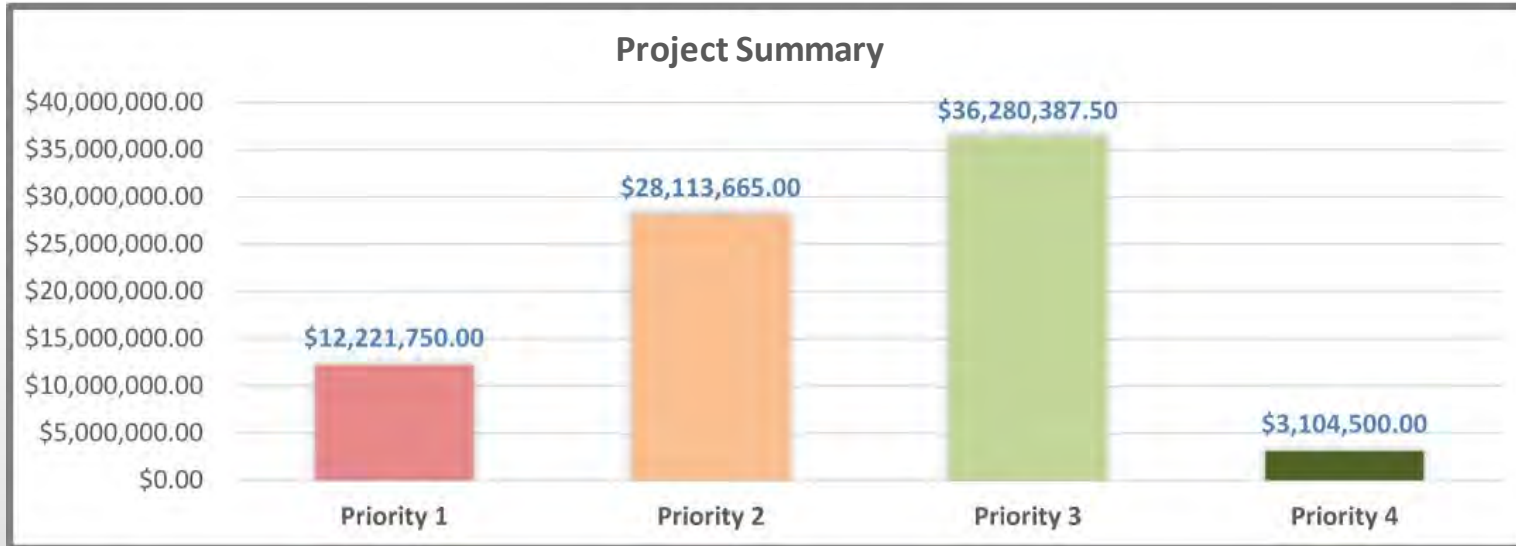 Project Summary
$40,000,000.00
$35,000,000.00
$30,000,000.00
$25,000,000.00
$20,000,000.00
$15,000,000.00
$10,000,000.00
$5,000,000.00
$0.00
$12,221,750.00
$28,113,665.00
$36,280,387.50
$3,104,500.00
Priority 1
Priority 2
Priority 3
Priority 4